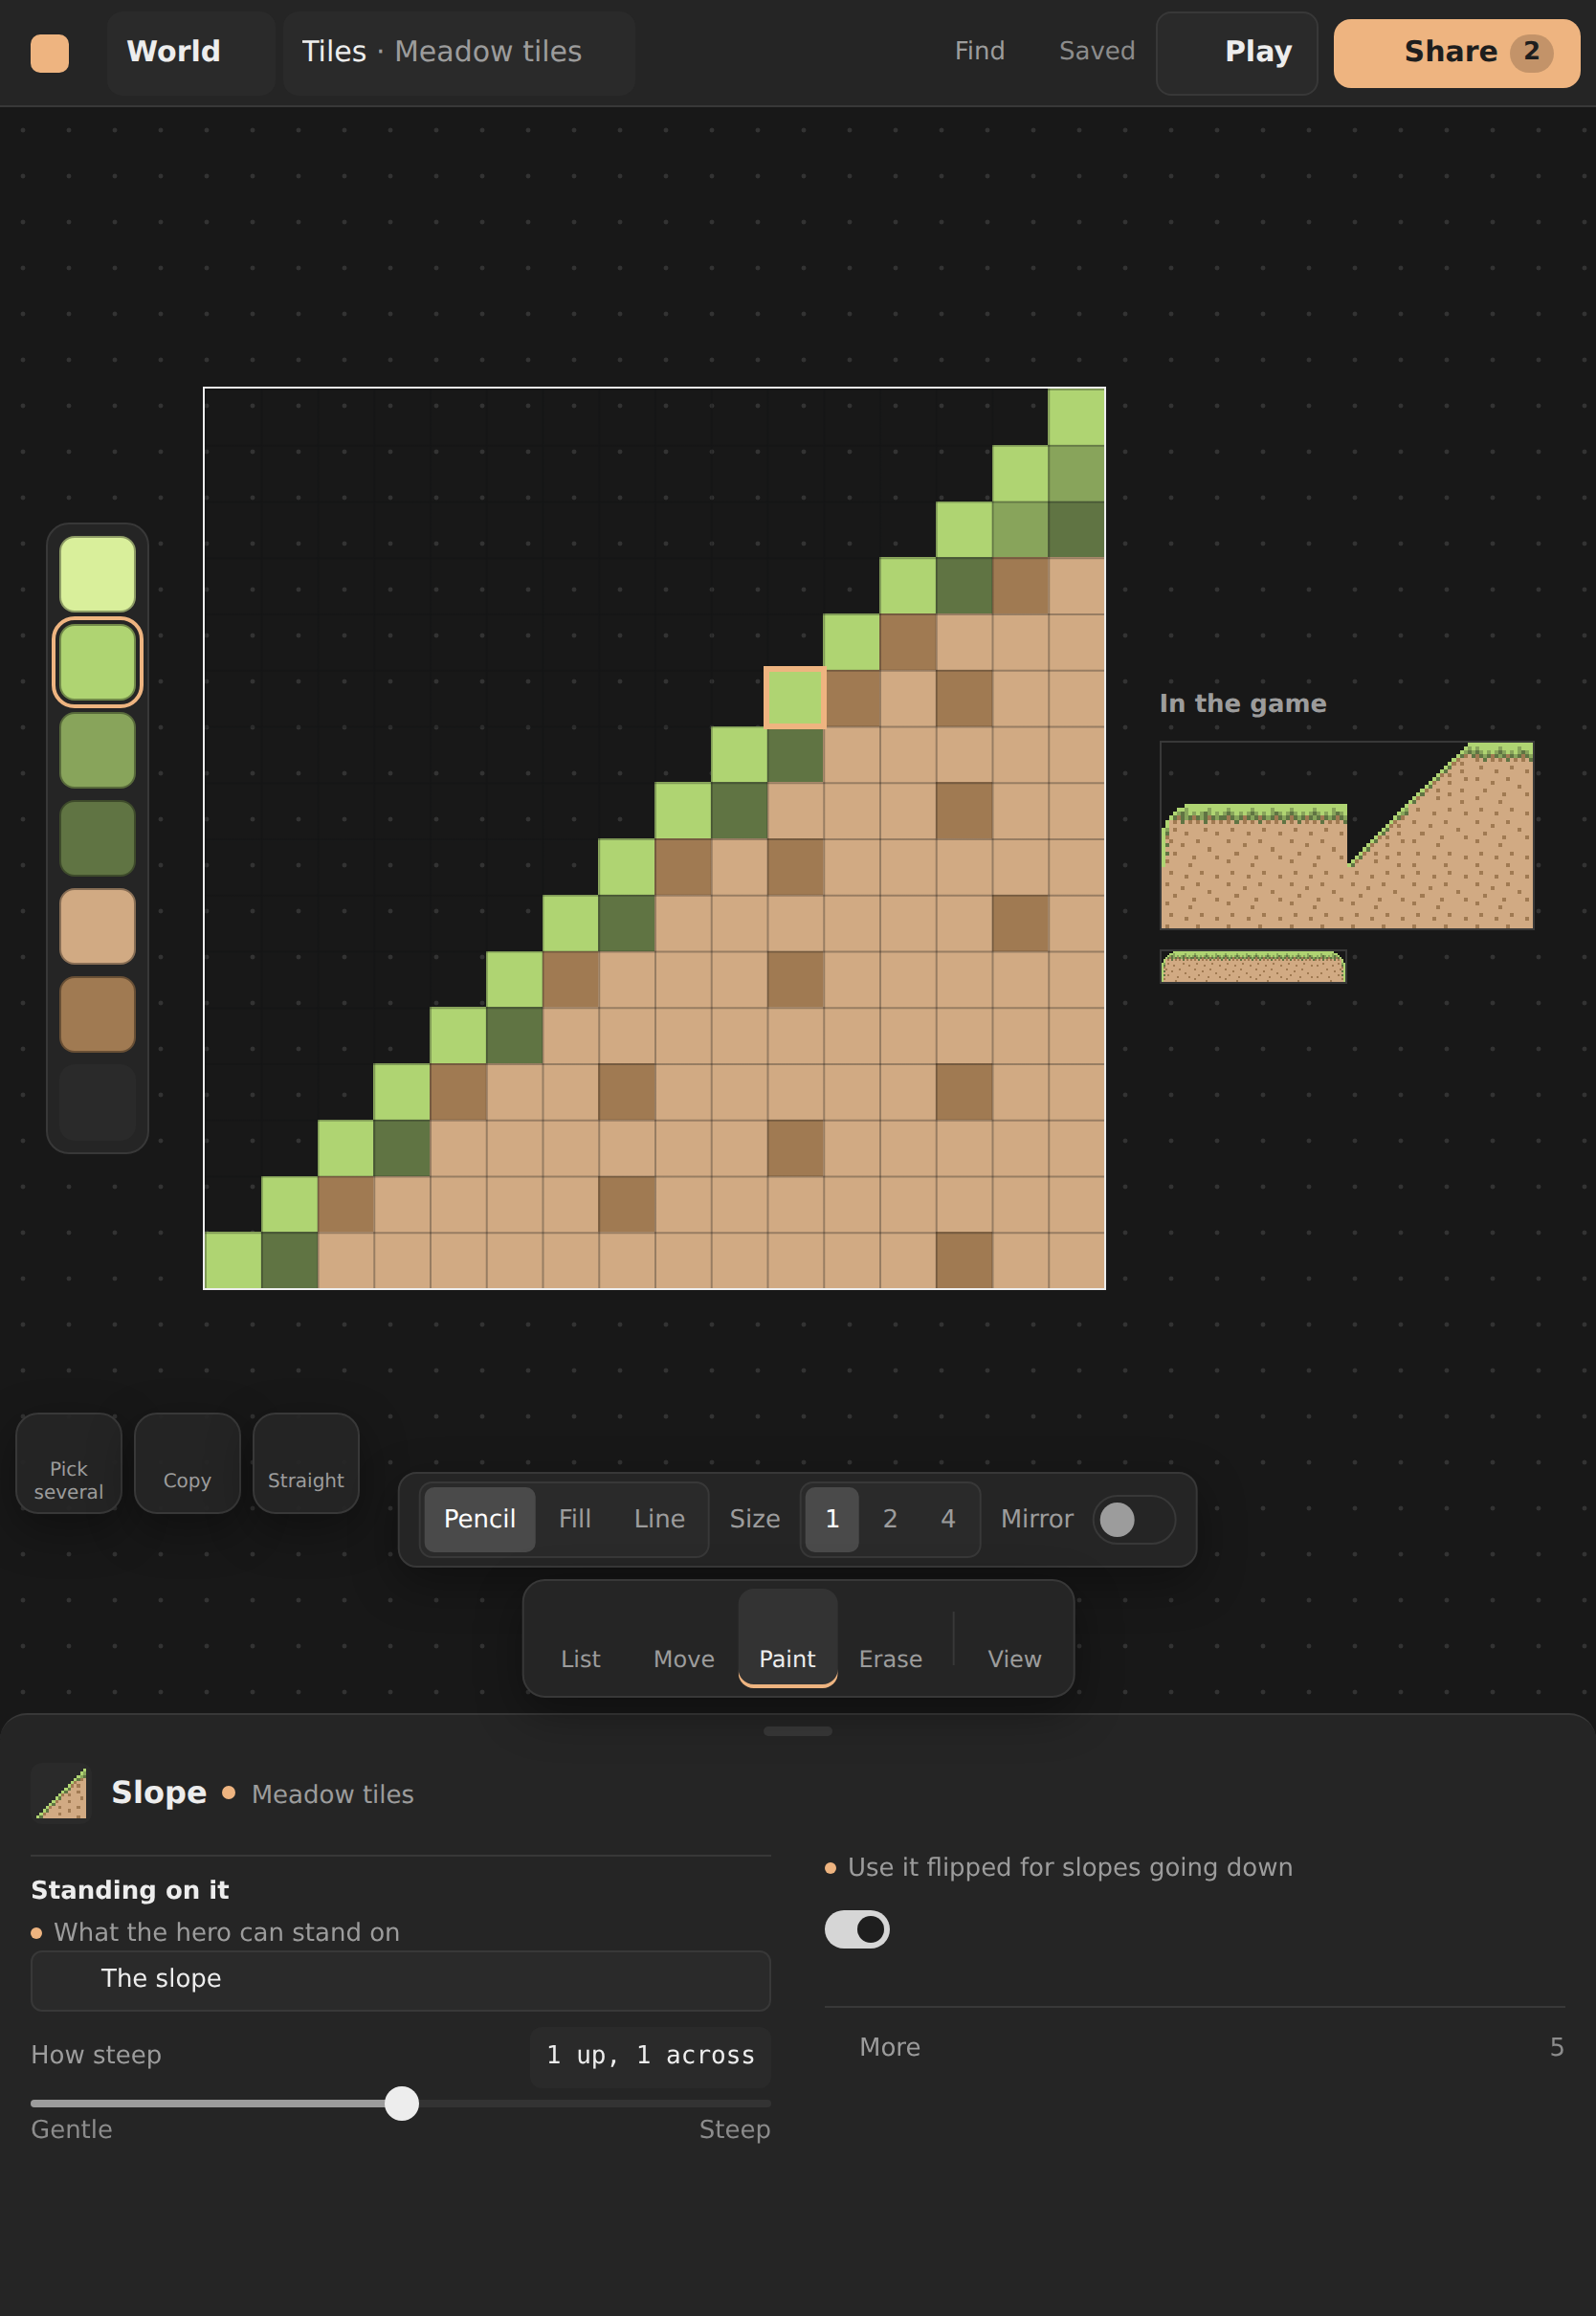 World
Tiles · Meadow tiles
Find
Saved
Play
Share 2
In the game
Pick
several
Copy
Straight
Pencil
Fill
Line
Size
1
2
4
Mirror
List
Move
Paint
Erase
View
Slope
Meadow tiles
Standing on it
What the hero can stand on
The slope
How steep
1 up, 1 across
Gentle
Steep
Use it flipped for slopes going down
More
5